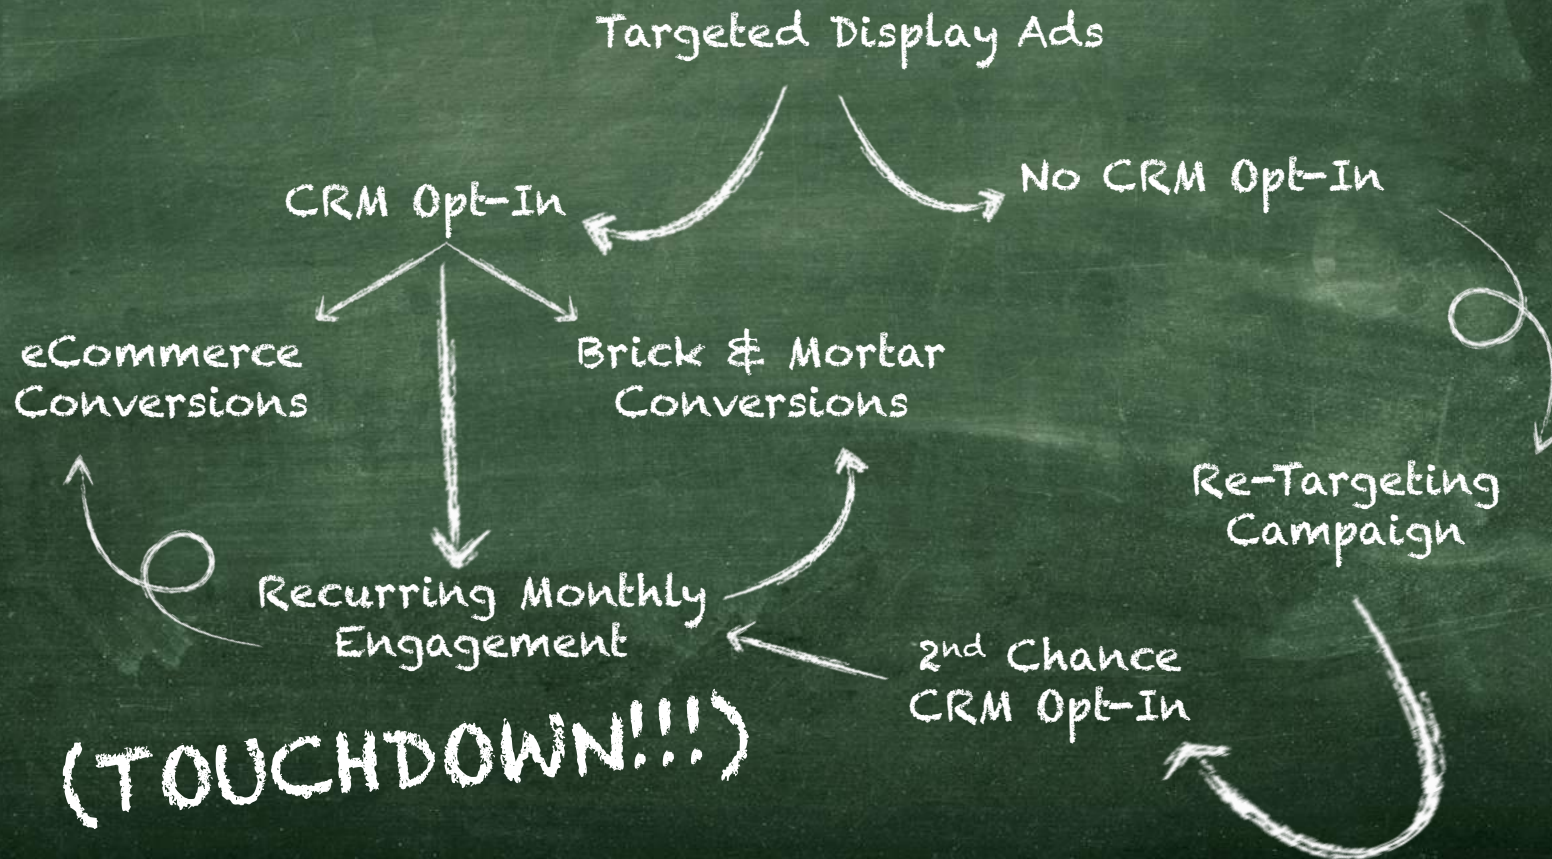 Targeted Display Ads
CRM Opt-In
No CRM Opt-In
eCommerce
Conversions
Brick & Mortar
Conversions
Re-Targeting
Campaign
Recurring Monthly
Engagement
2nd Chance
CRM Opt-In
(TOUCHDOWN!!!)